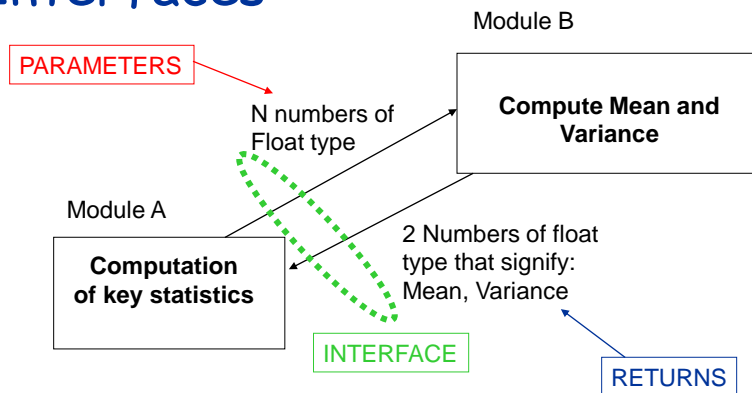 Interfaces
Module B
PARAMETERS
N numbers of
Float type
Compute Mean and
Variance
Module A
Computation
of key statistics
2 Numbers of float
type that signify:
Mean, Variance
INTERFACE
RETURNS